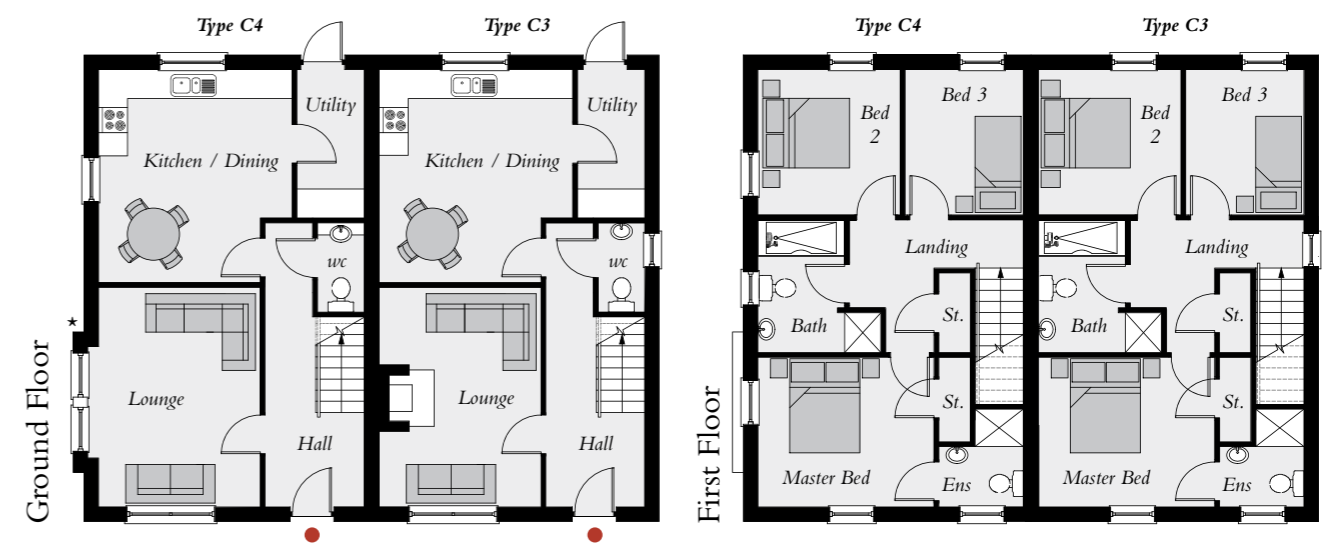 Type C4
Type C3
Utility
Utility
Kitchen / Dining
Kitchen / Dining
wc
wc
★
Lounge
Lounge
Hall
Hall
Ground Floor
Type C4
Type C3
Bed
2
Bed 3
Bed
2
Bed 3
Landing
Landing
Bath
St.
Bath
St.
St.
St.
Master Bed
Ens
Master Bed
Ens
First Floor